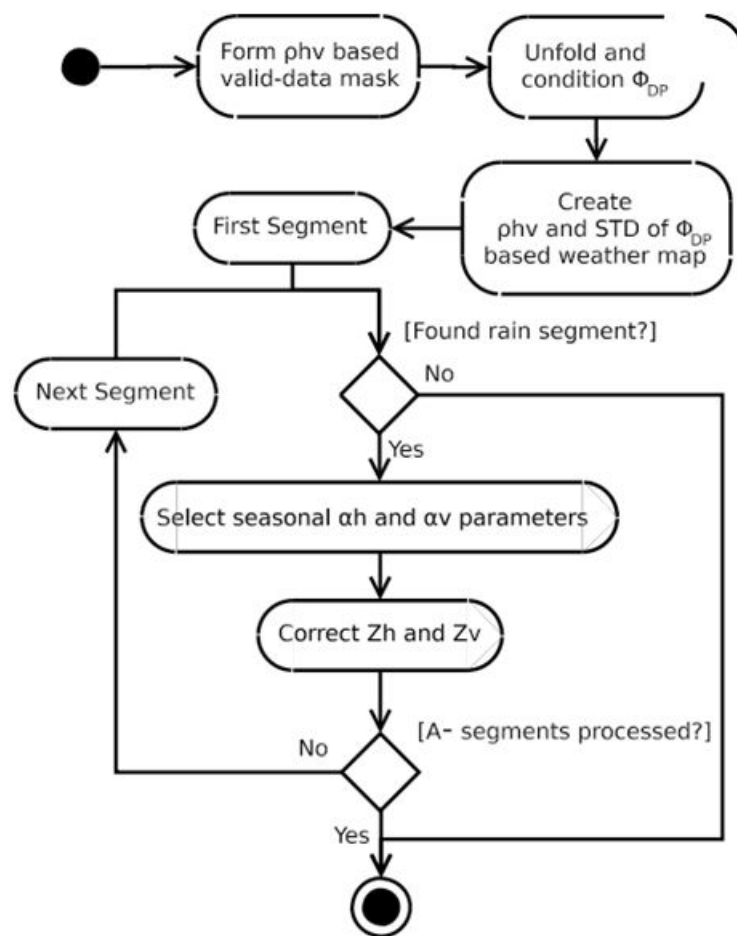 Form ρhv based
valid-data mask
Unfold and
condition Φ_DP
Create
ρhv and STD of Φ_DP
based weather map
First Segment
[Found rain segment?]
Next Segment
No
Yes
Select seasonal αh and αv parameters
Correct Zh and Zv
[A- segments processed?]
No
Yes